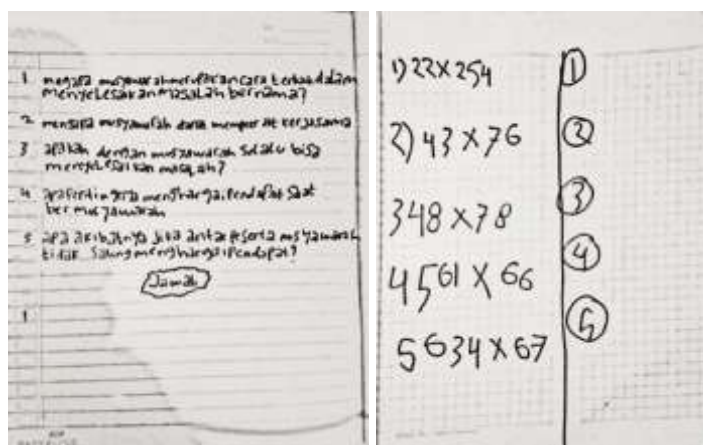 1 megapa musyawarah merupakan cara terbaik dalam
menyelesaikan masalah bernama?
2 mengapa musyawarah dapat memperat kerjasama
3 apakah dengan musyawarah selalu bisa
menyelesaikan masalah?
4 apa pentingnya menghargai pendapat saat
bermusyawarah
5 apa akibatnya jika antar peserta musyawarah
tidak saling menghargai pendapat?
Jawab
1
1) 22 x 254
2) 43 x 76
3 48 x 78
4 561 x 66
5 634 x 67
1
2
3
4
5